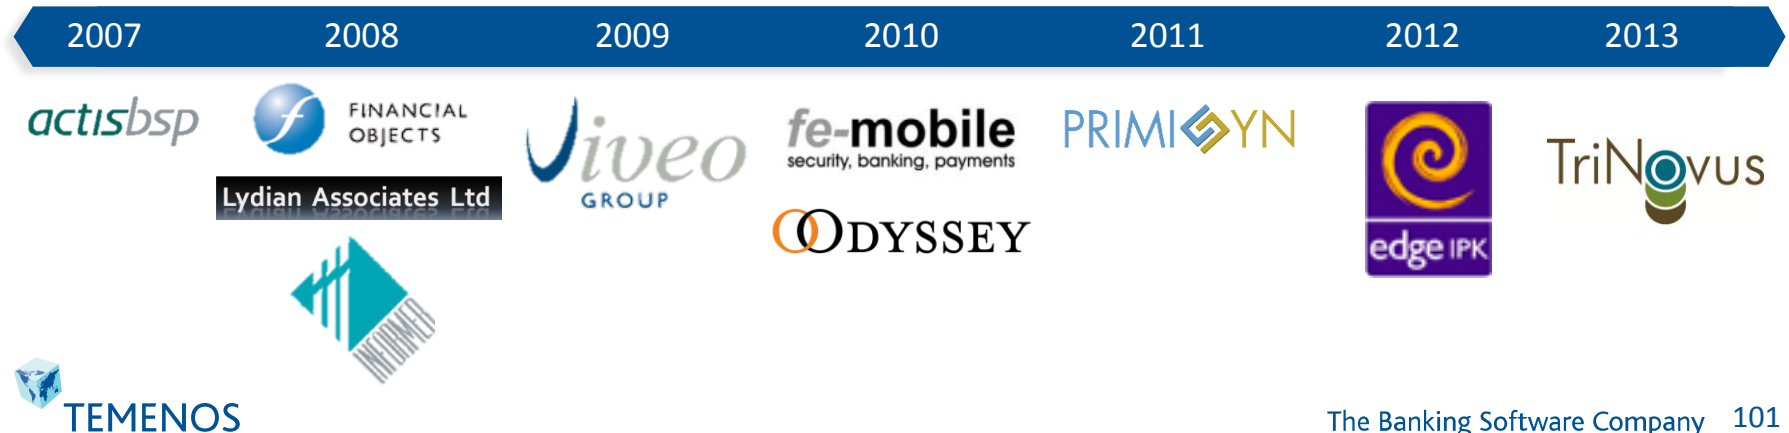 2007 2008 2009 2010 2011 2012 2013
actisbsp
FINANCIAL
OBJECTS
Lydian Associates Ltd
INFORMER
Viveo
GROUP
fe-mobile
security, banking, payments
ODYSSEY
PRIMISYN
edge IPK
TriNovus
TEMENOS
The Banking Software Company 101